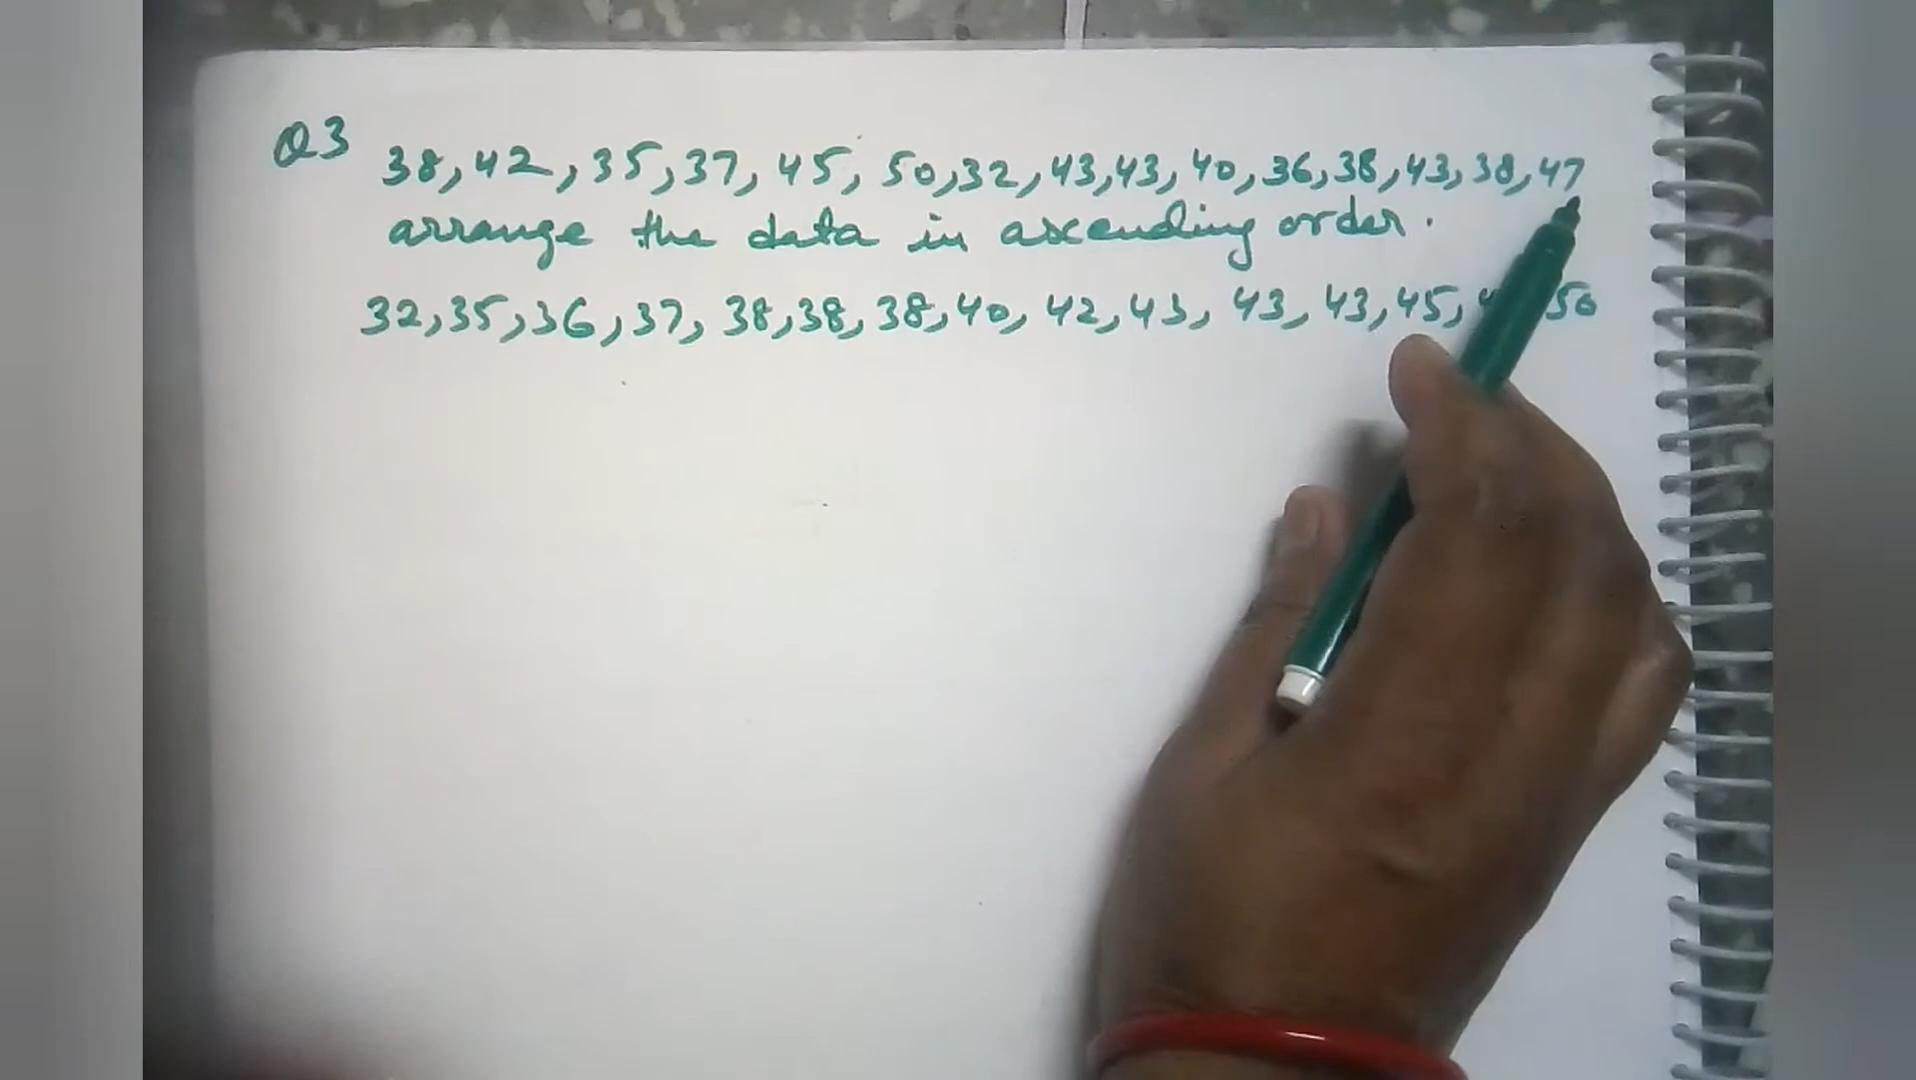 Q3 38, 42, 35, 37, 45, 50, 32, 43, 43, 40, 36, 38, 43, 38, 47
arrange the data in ascending order.
32, 35, 36, 37, 38, 38, 38, 40, 42, 43, 43, 43, 45, 50